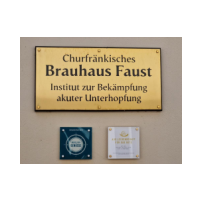 Churfränkisches
Brauhaus Faust
Institut zur Bekämpfung
akuter Unterhopfung